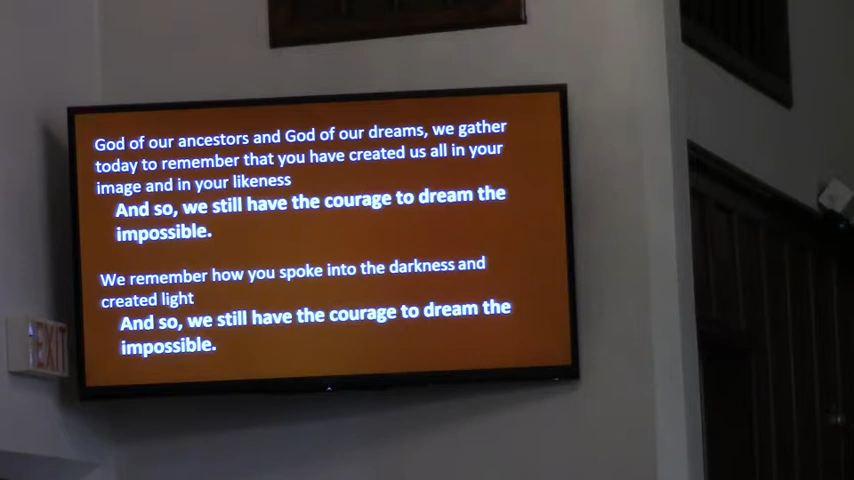 God of our ancestors and God of our dreams, we gather
today to remember that you have created us all in your
image and in your likeness
And so, we still have the courage to dream the
impossible.
We remember how you spoke into the darkness and
created light
And so, we still have the courage to dream the
impossible.
EXIT